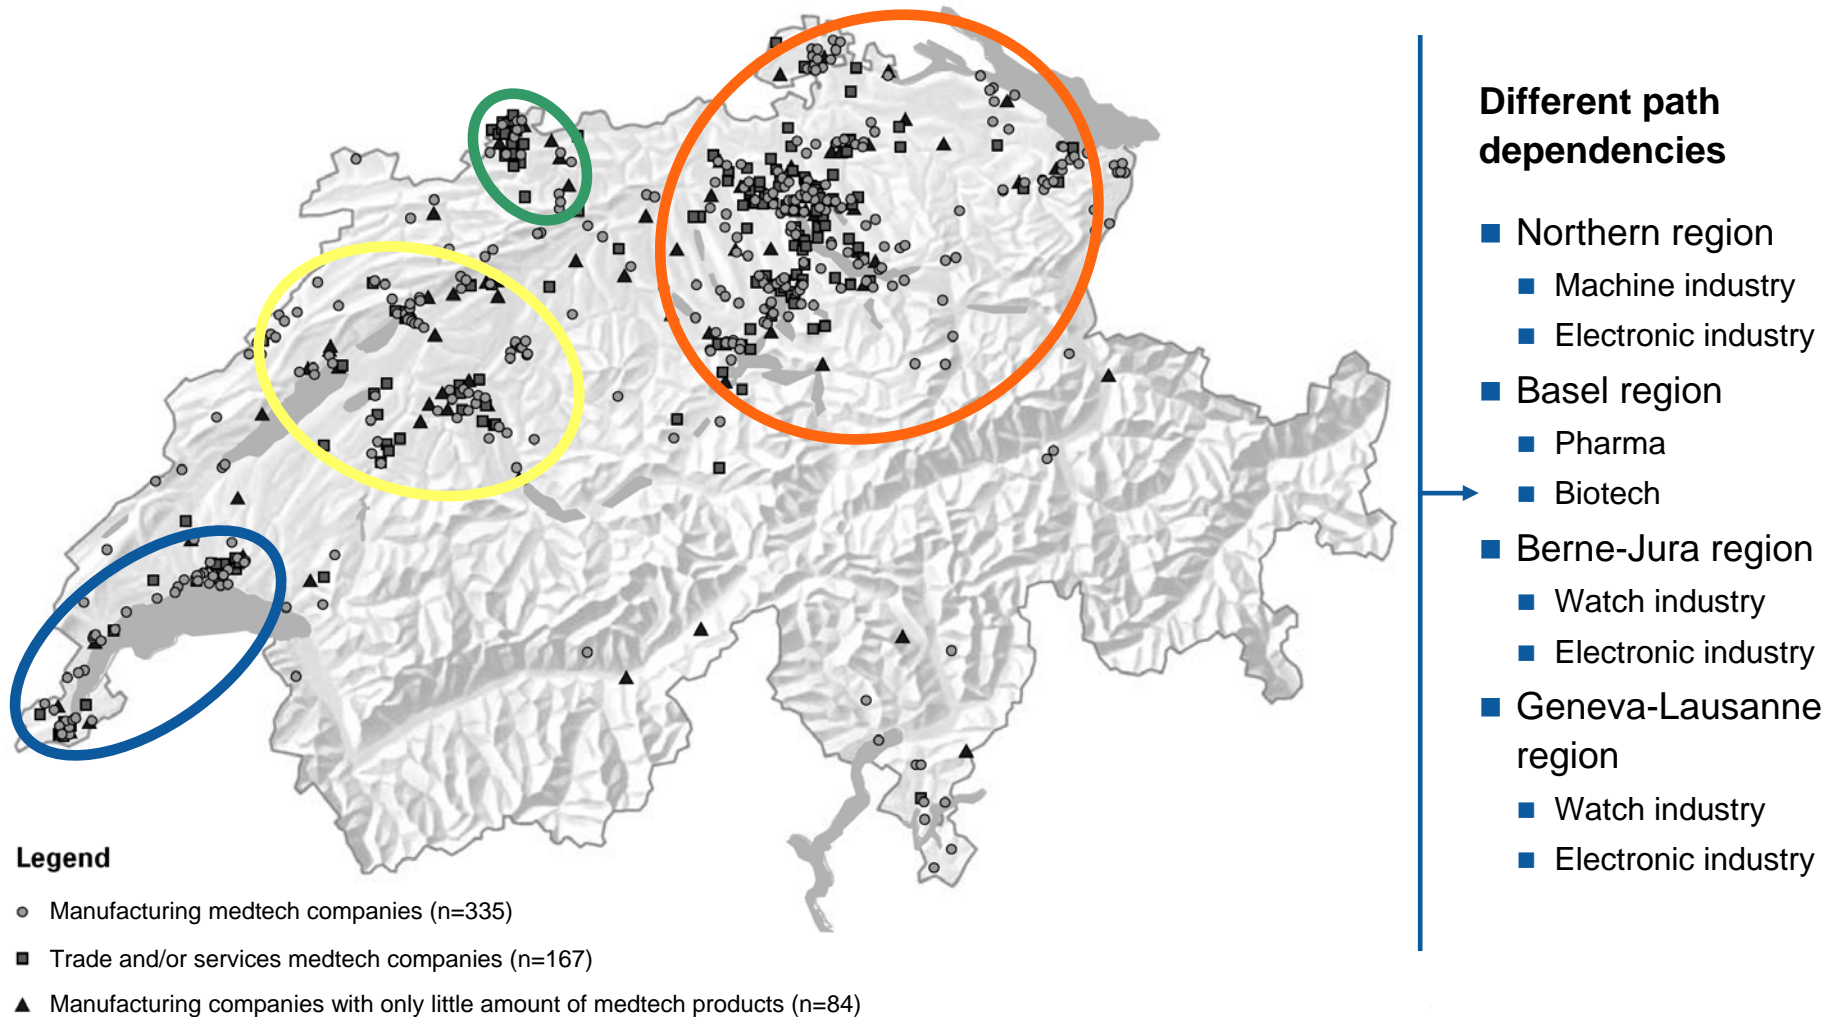 Different path
dependencies
Northern region
Machine industry
Electronic industry
Basel region
Pharma
Biotech
Berne-Jura region
Watch industry
Electronic industry
Geneva-Lausanne
region
Watch industry
Electronic industry
Legend
Manufacturing medtech companies (n=335)
Trade and/or services medtech companies (n=167)
Manufacturing companies with only little amount of medtech products (n=84)